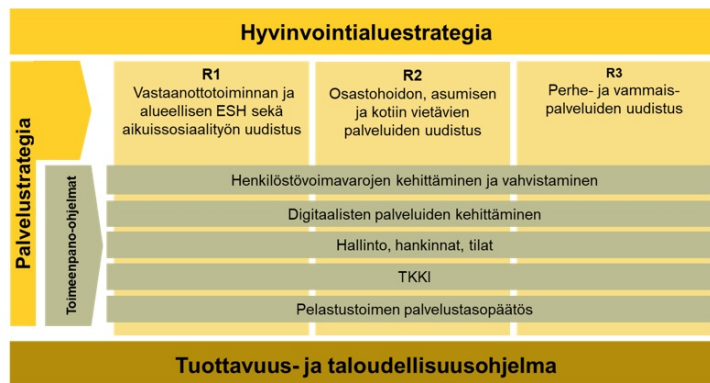 Hyvinvointialuestrategia
Palvelustrategia
R1
Vastaanottotoiminnan ja
alueellisen ESH sekä
aikuissosiaalityön uudistus
R2
Osastohoidon, asumisen
ja kotiin vietävien
palveluiden uudistus
R3
Perhe- ja vammais-
palveluiden uudistus
Toimeenpano-ohjelmat
Henkilöstövoimavarojen kehittäminen ja vahvistaminen
Digitaalisten palveluiden kehittäminen
Hallinto, hankinnat, tilat
TKKI
Pelastustoimen palvelustasopäätös
Tuottavuus- ja taloudellisuusohjelma